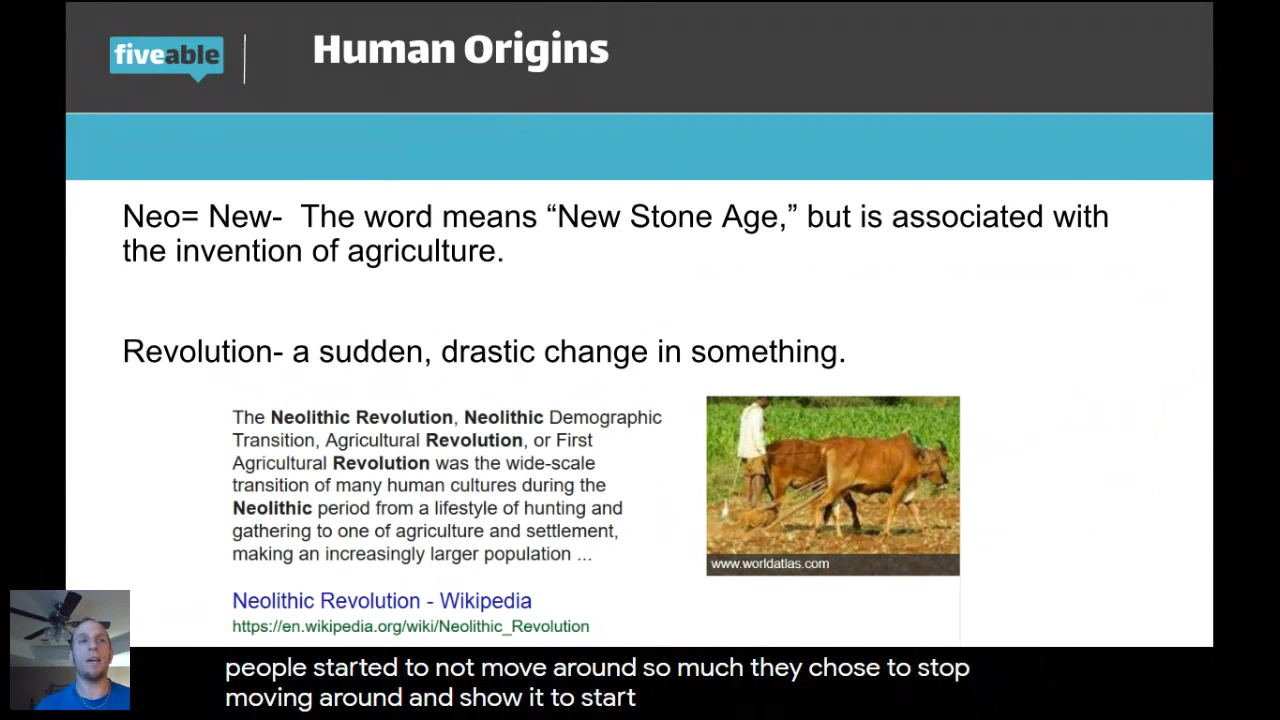 fiveable
Human Origins
Neo= New-  The word means “New Stone Age,” but is associated with
the invention of agriculture.
Revolution- a sudden, drastic change in something.
The Neolithic Revolution, Neolithic Demographic
Transition, Agricultural Revolution, or First
Agricultural Revolution was the wide-scale
transition of many human cultures during the
Neolithic period from a lifestyle of hunting and
gathering to one of agriculture and settlement,
making an increasingly larger population ...
www.worldatlas.com
Neolithic Revolution - Wikipedia
https://en.wikipedia.org/wiki/Neolithic_Revolution
people started to not move around so much they chose to stop
moving around and show it to start